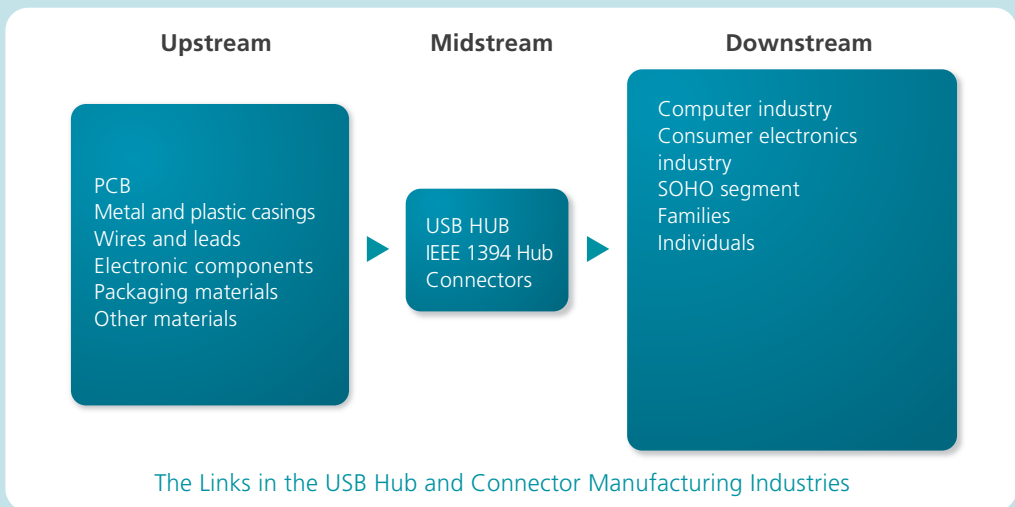 Upstream
Midstream
Downstream
PCB
Metal and plastic casings
Wires and leads
Electronic components
Packaging materials
Other materials
USB HUB
IEEE 1394 Hub
Connectors
Computer industry
Consumer electronics
industry
SOHO segment
Families
Individuals
The Links in the USB Hub and Connector Manufacturing Industries